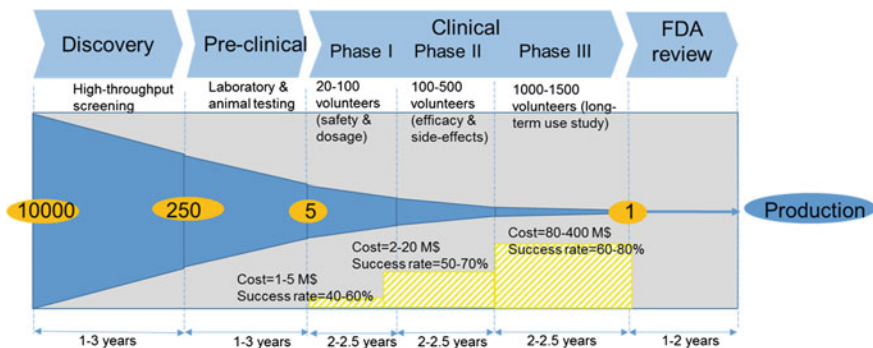 Discovery
Pre-clinical
Clinical
Phase I
Phase II
Phase III
FDA
review
High-throughput
screening
Laboratory &
animal testing
20-100
volunteers
(safety &
dosage)
100-500
volunteers
(efficacy &
side-effects)
1000-1500
volunteers (long-
term use study)
10000
250
5
1
Production
Cost=1-5 M$
Success rate=40-60%
Cost=2-20 M$
Success rate=50-70%
Cost=80-400 M$
Success rate=60-80%
1-3 years
1-3 years
2-2.5 years
2-2.5 years
2-2.5 years
1-2 years